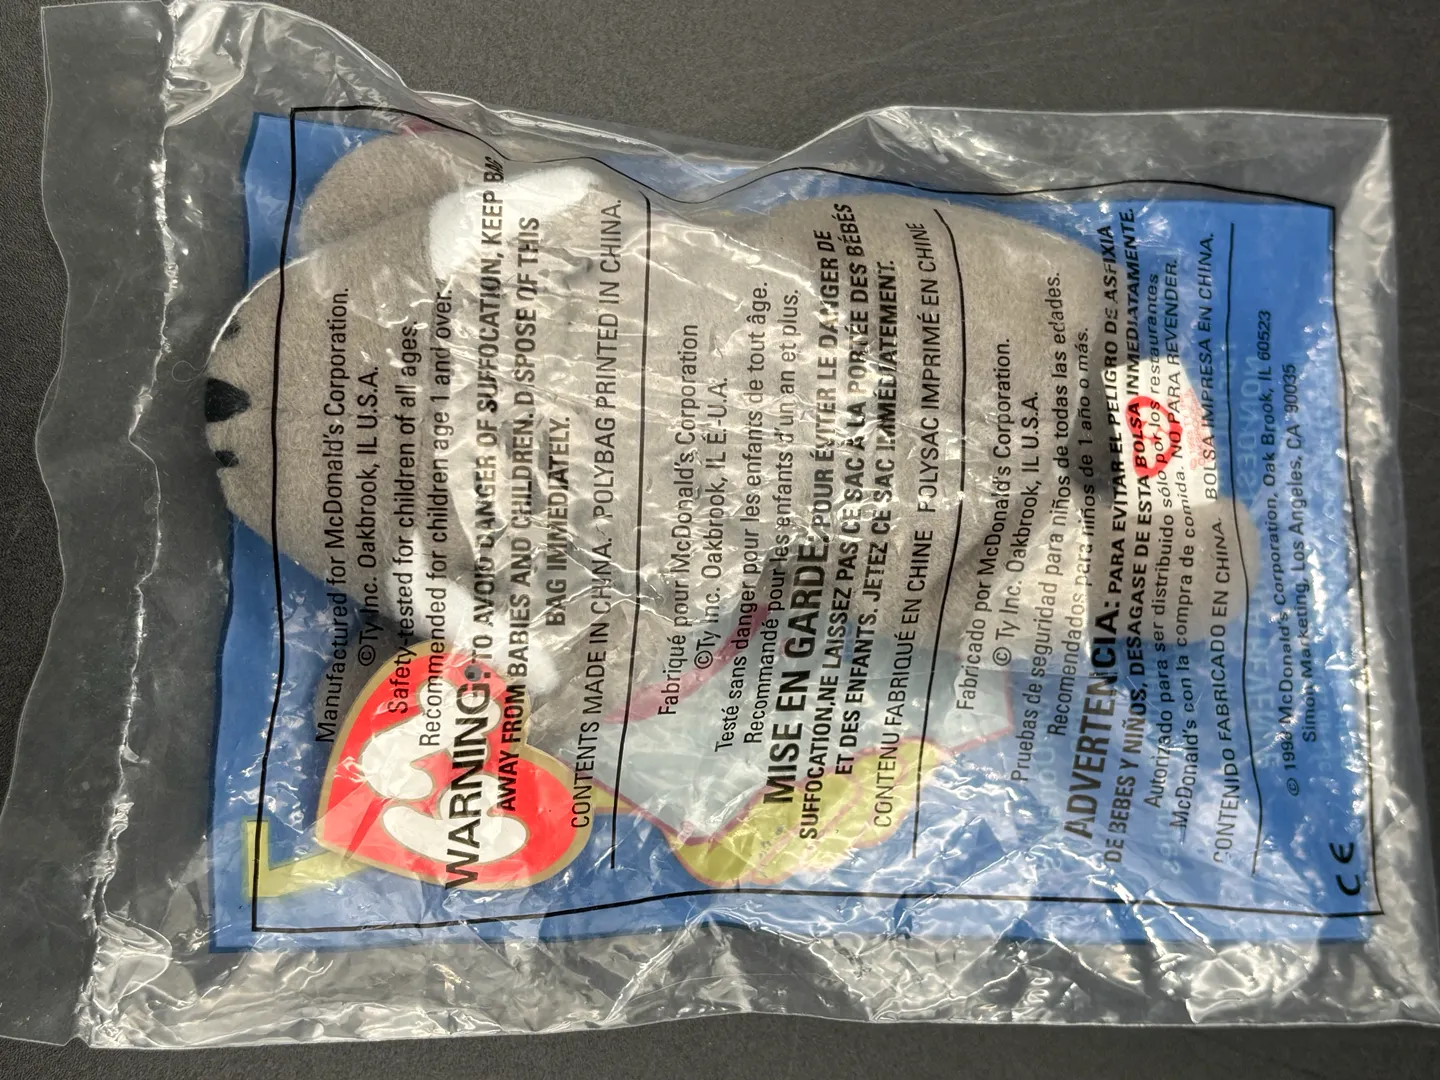 Manufactured for McDonald's Corporation.
©Ty Inc. Oakbrook, IL U.S.A.
Safety-tested for children of all ages.
Recommended for children age 1 and over.
WARNING: TO AVOID DANGER OF SUFFOCATION, KEEP BAG
AWAY FROM BABIES AND CHILDREN. DISPOSE OF THIS
BAG IMMEDIATELY.
CONTENTS MADE IN CHINA. POLYBAG PRINTED IN CHINA.
Fabriqué pour McDonald's Corporation
©Ty Inc. Oakbrook, IL É.-U.A.
Testé sans danger pour les enfants de tout âge.
Recommandé pour les enfants d'un an et plus.
MISE EN GARDE: POUR ÉVITER LE DANGER DE
SUFFOCATION, NE LAISSEZ PAS CE SAC À LA PORTÉE DES BÉBÉS
ET DES ENFANTS. JETEZ CE SAC IMMÉDIATEMENT.
CONTENU FABRIQUÉ EN CHINE POLYSAC IMPRIMÉ EN CHINE
Fabricado por McDonald's Corporation.
© Ty Inc. Oakbrook, IL U.S.A.
Pruebas de seguridad para niños de todas las edades.
Recomendados para niños de 1 año o más.
ADVERTENCIA: PARA EVITAR EL PELIGRO DE ASFIXIA
DE BEBES Y NIÑOS, DESAGASE DE ESTA BOLSA INMEDIATAMENTE.
Autorizado para ser distribuido sólo por los restaurantes
McDonald's con la compra de comida. NO PARA REVENDER.
CONTENIDO FABRICADO EN CHINA. BOLSA IMPRESA EN CHINA.
© 1998 McDonald's Corporation, Oak Brook, IL 60523
Simon Marketing, Los Angeles, CA 90035
CE